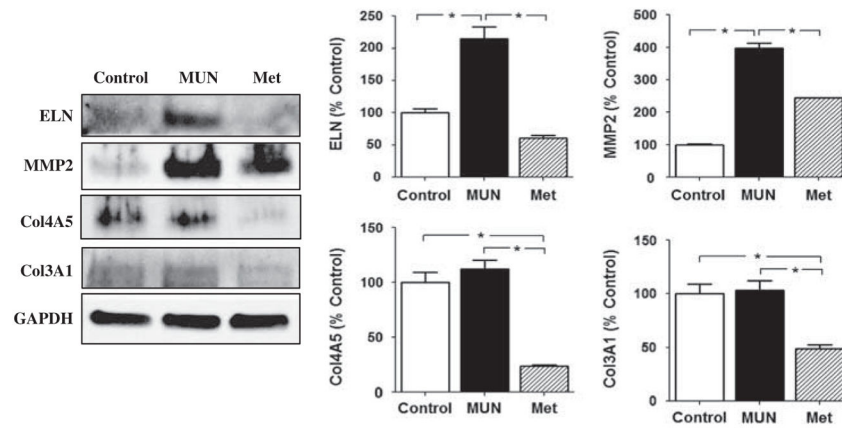 Control MUN Met
ELN
MMP2
Col4A5
Col3A1
GAPDH
ELN (% Control)
250
200
150
100
50
0
* *
Control MUN Met
MMP2 (% Control)
500
400
300
200
100
0
* *
Control MUN Met
Col4A5 (% Control)
150
100
50
0
*
*
Control MUN Met
Col3A1 (% Control)
150
100
50
0
*
*
Control MUN Met